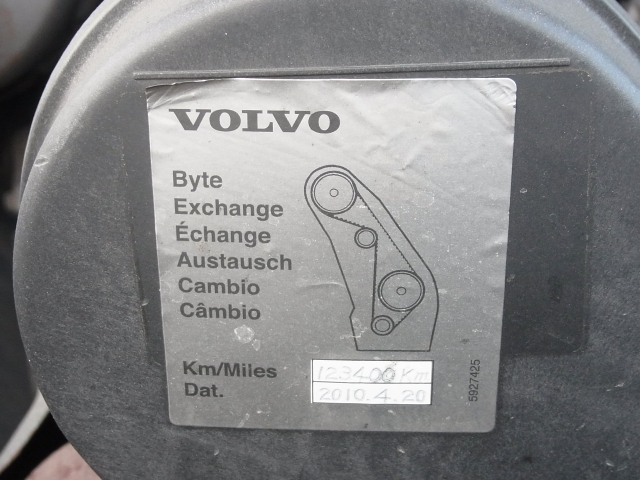 VOLVO
Byte
Exchange
Échange
Austausch
Cambio
Câmbio
Km/Miles 123400 Km
Dat. 2010.4.20
5927425